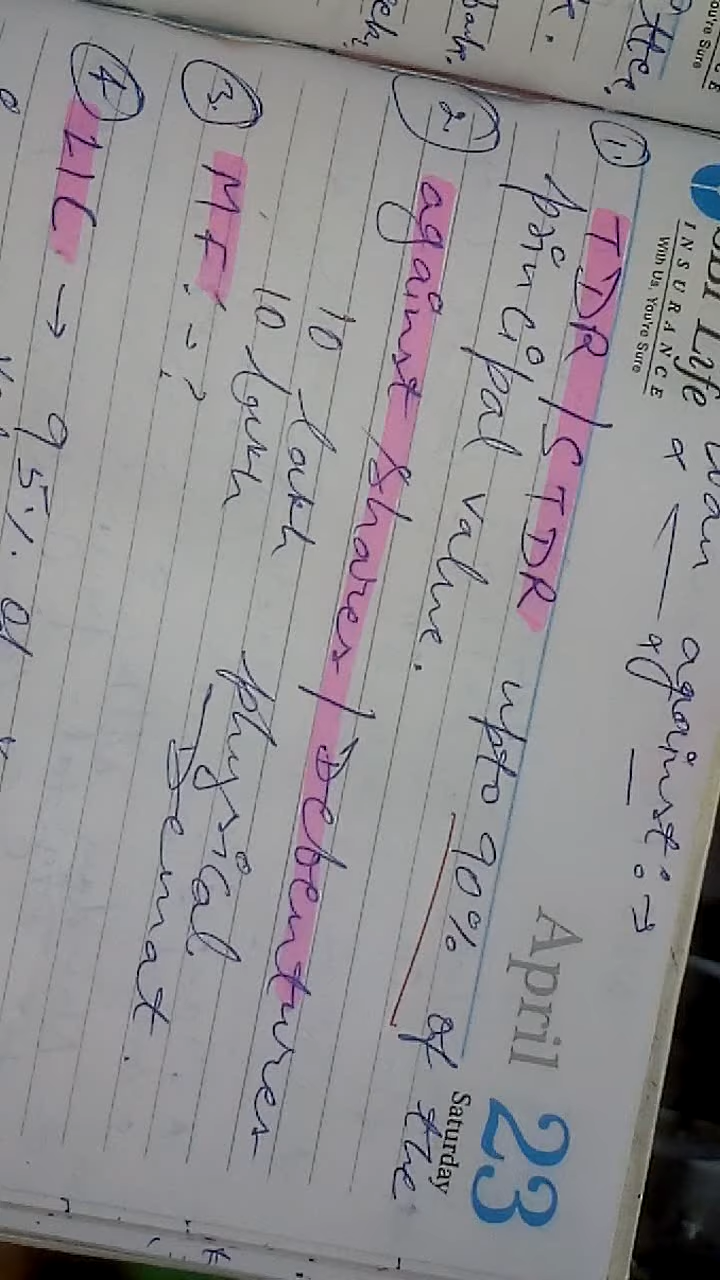 SBI Life
INSURANCE
With Us, You're Sure
April 23
Saturday
Loan against :→
① TDR / STDR upto 90% of the
principal value.
② against shares / Debentures
10 lakh physical
10 lakh Demat.
③ MF. - ?
④ LIC → 95% of